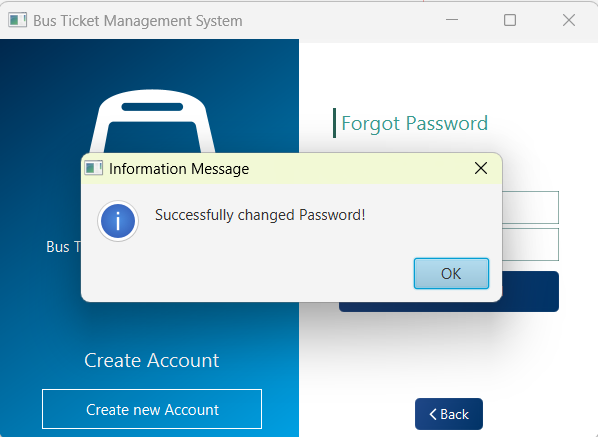 Bus Ticket Management System
Forgot Password
Information Message
Successfully changed Password!
Bus T
OK
Create Account
Create new Account
Back